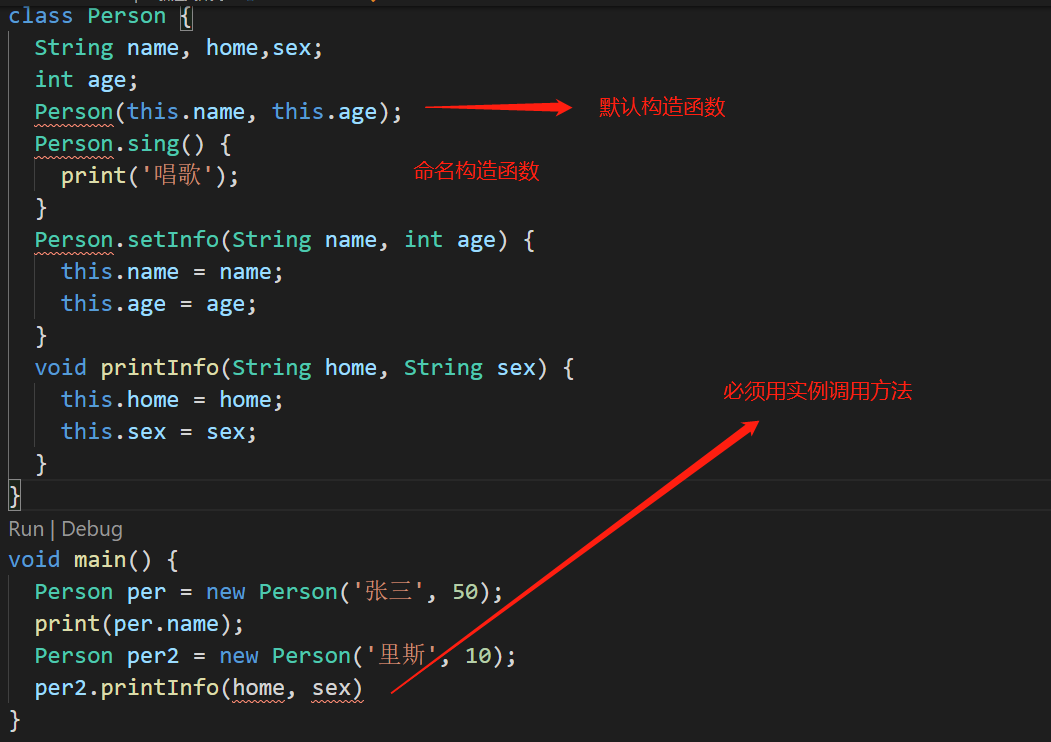 class Person {
String name, home,sex;
int age;
Person(this.name, this.age); 默认构造函数
Person.sing() {
print('唱歌'); 命名构造函数
}
Person.setInfo(String name, int age) {
this.name = name;
this.age = age;
}
void printInfo(String home, String sex) {
this.home = home; 必须用实例调用方法
this.sex = sex;
}
}
Run | Debug
void main() {
Person per = new Person('张三', 50);
print(per.name);
Person per2 = new Person('里斯', 10);
per2.printInfo(home, sex)
}